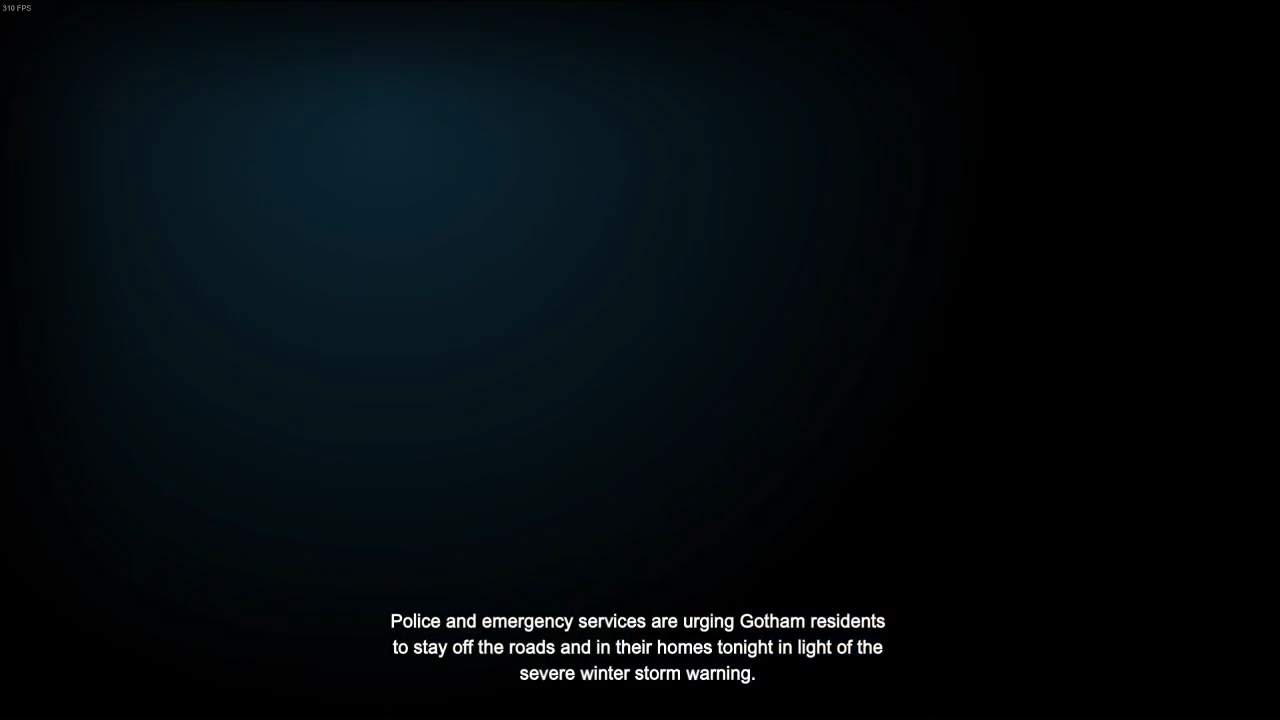 310 FPS
Police and emergency services are urging Gotham residents
to stay off the roads and in their homes tonight in light of the
severe winter storm warning.